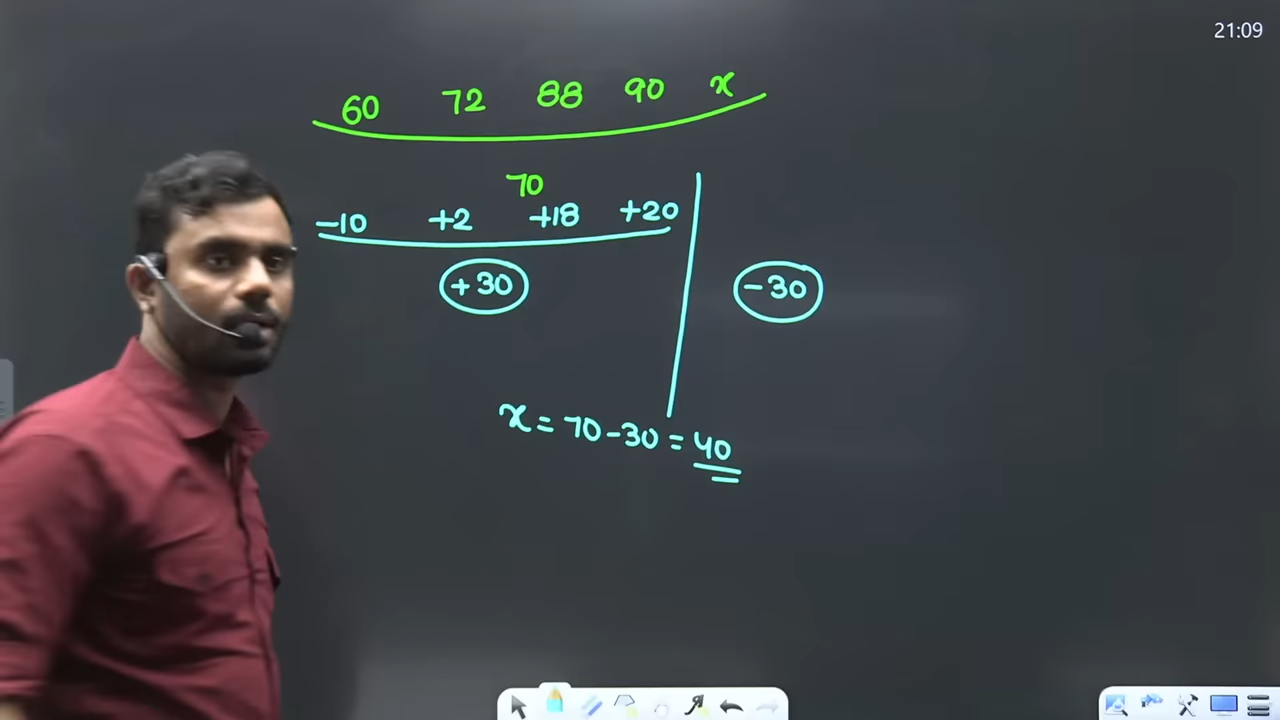 21:09
60 72 88 90 x
70
-10 +2 +18 +20
+30 -30
x = 70-30 = 40